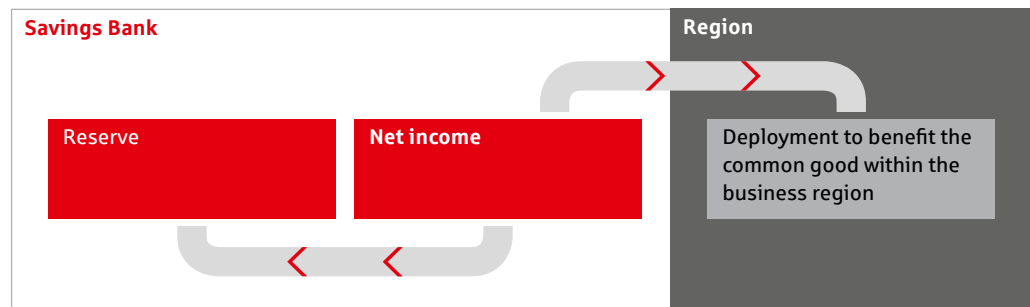 Savings Bank
Region
Reserve
Net income
Deployment to benefit the
common good within the
business region